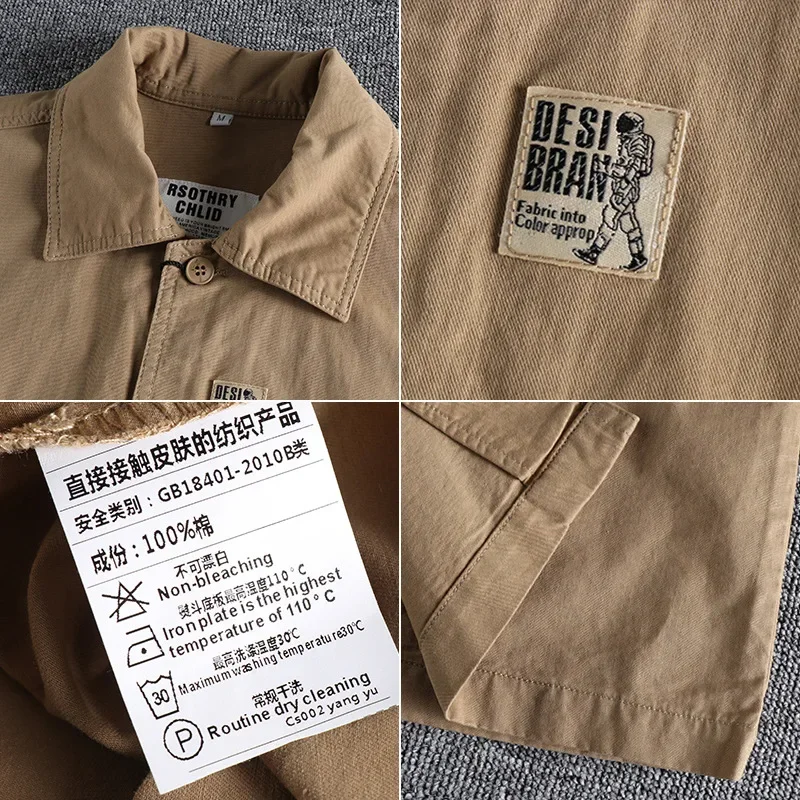 M
RSOTHRY
CHLID
DESI
DESI
BRAN
Fabric into
Color approp
直接接触皮肤的纺织产品
安全类别：GB18401-2010B类
成份：100%棉
不可漂白
Non-bleaching
熨斗底板最高温度110℃
Iron plate is the highest
temperature of 110℃
最高洗涤温度30℃
Maximum washing temperature30℃
30
常规干洗
P
Routine dry cleaning
Cs002 yang yu